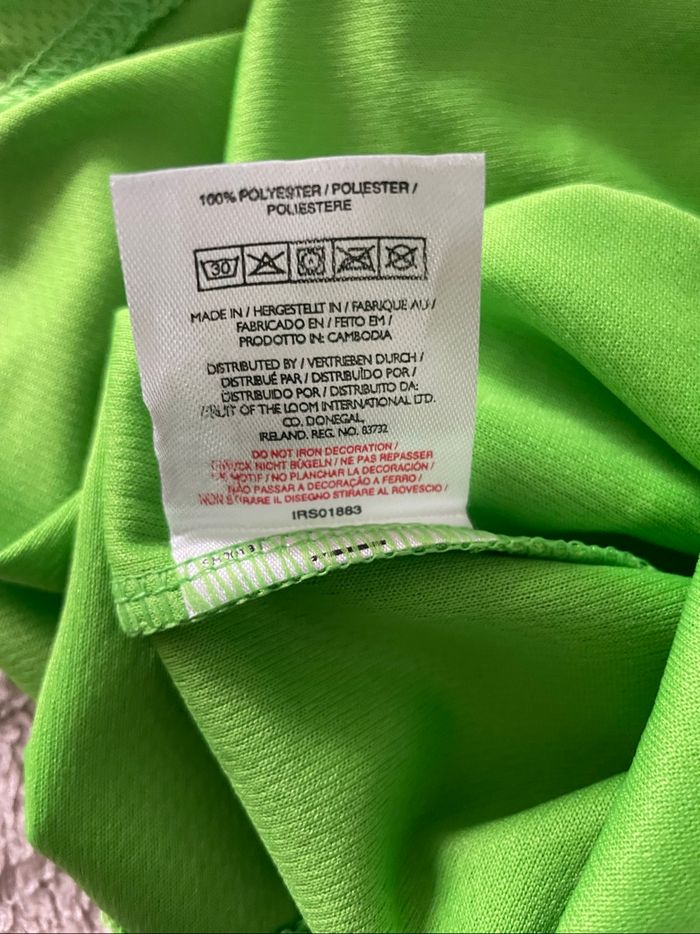 100% POLYESTER / POLIESTER /
POLIESTERE
30
MADE IN / HERGESTELLT IN / FABRIQUE AU /
FABRICADO EN / FEITO EM /
PRODOTTO IN: CAMBODIA
DISTRIBUTED BY / VERTRIEBEN DURCH /
DISTRIBUÉ PAR / DISTRIBUÍDO POR /
DISTRIBUIDO POR / DISTRIBUITO DA:
FRUIT OF THE LOOM INTERNATIONAL LTD.
CO. DONEGAL,
IRELAND. REG. NO. 83732
DO NOT IRON DECORATION /
NICHT BÜGELN / NE PAS REPASSER
MOTIF / NO PLANCHAR LA DECORACIÓN /
NÃO PASSAR A DECORAÇÃO A FERRO /
NON STIRARE IL DISEGNO STIRARE AL ROVESCIO /
IRS01883